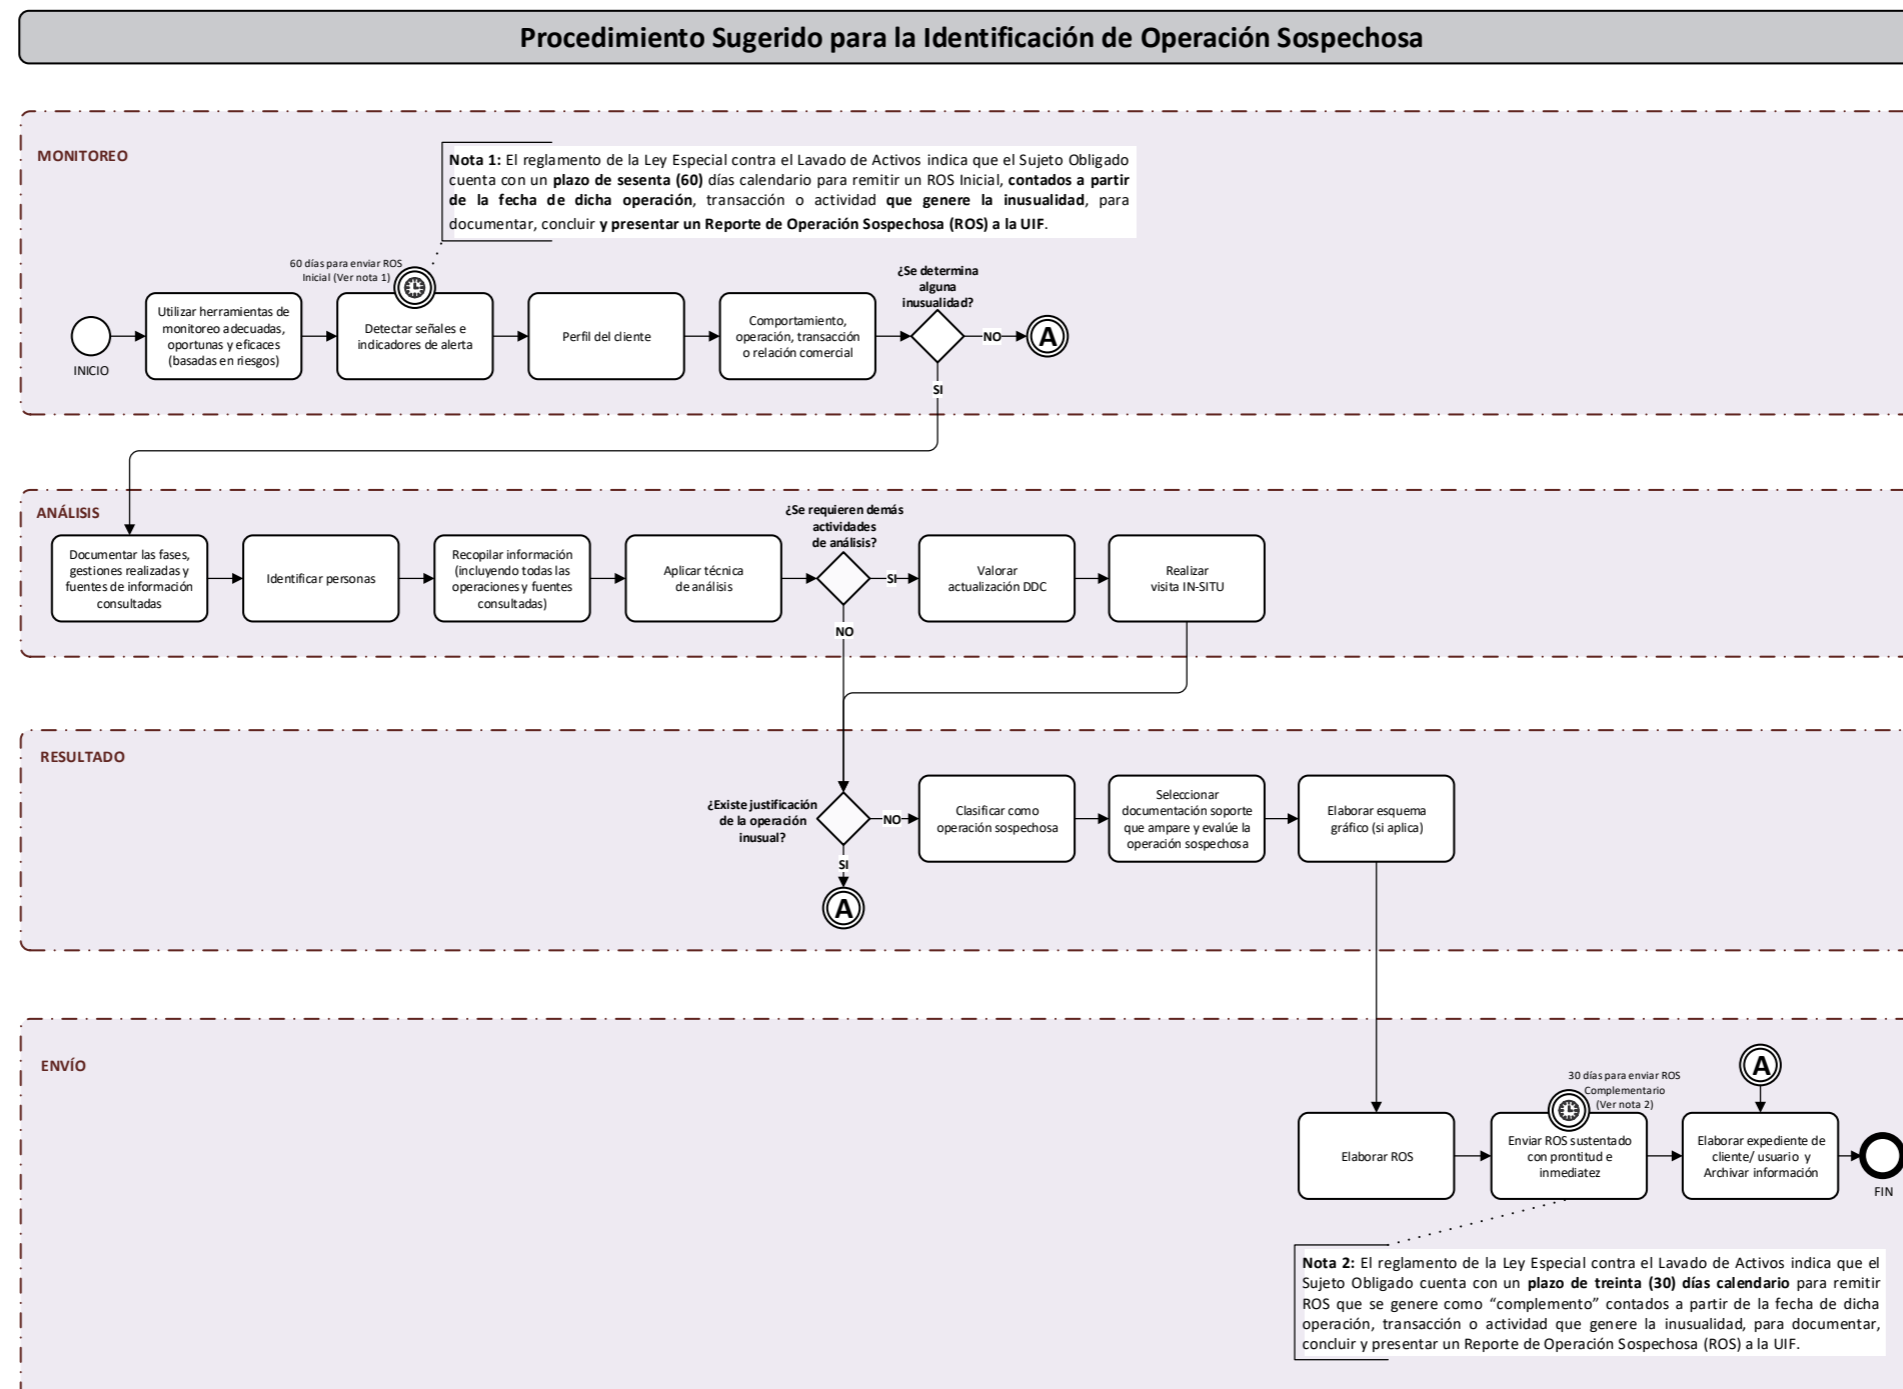 Procedimiento Sugerido para la Identificación de Operación Sospechosa
MONITOREO
Nota 1: El reglamento de la Ley Especial contra el Lavado de Activos indica que el Sujeto Obligado
cuenta con un plazo de sesenta (60) días calendario para remitir un ROS Inicial, contados a partir
de la fecha de dicha operación, transacción o actividad que genere la inusualidad, para
documentar, concluir y presentar un Reporte de Operación Sospechosa (ROS) a la UIF.
60 días para enviar ROS
Inicial (Ver nota 1)
INICIO
Utilizar herramientas de
monitoreo adecuadas,
oportunas y eficaces
(basadas en riesgos)
Detectar señales e
indicadores de alerta
Perfil del cliente
Comportamiento,
operación, transacción
o relación comercial
¿Se determina
alguna
inusualidad?
NO
A
SI
ANÁLISIS
Documentar las fases,
gestiones realizadas y
fuentes de información
consultadas
Identificar personas
Recopilar información
(incluyendo todas las
operaciones y fuentes
consultadas)
Aplicar técnica
de análisis
¿Se requieren demás
actividades
de análisis?
SI
NO
Valorar
actualización DDC
Realizar
visita IN-SITU
RESULTADO
¿Existe justificación
de la operación
inusual?
NO
SI
A
Clasificar como
operación sospechosa
Seleccionar
documentación soporte
que ampare y evalúe la
operación sospechosa
Elaborar esquema
gráfico (si aplica)
ENVÍO
Elaborar ROS
30 días para enviar ROS
Complementario
(Ver nota 2)
Enviar ROS sustentado
con prontitud e
inmediatez
A
Elaborar expediente de
cliente/ usuario y
Archivar información
FIN
Nota 2: El reglamento de la Ley Especial contra el Lavado de Activos indica que el
Sujeto Obligado cuenta con un plazo de treinta (30) días calendario para remitir
ROS que se genere como “complemento” contados a partir de la fecha de dicha
operación, transacción o actividad que genere la inusualidad, para documentar,
concluir y presentar un Reporte de Operación Sospechosa (ROS) a la UIF.